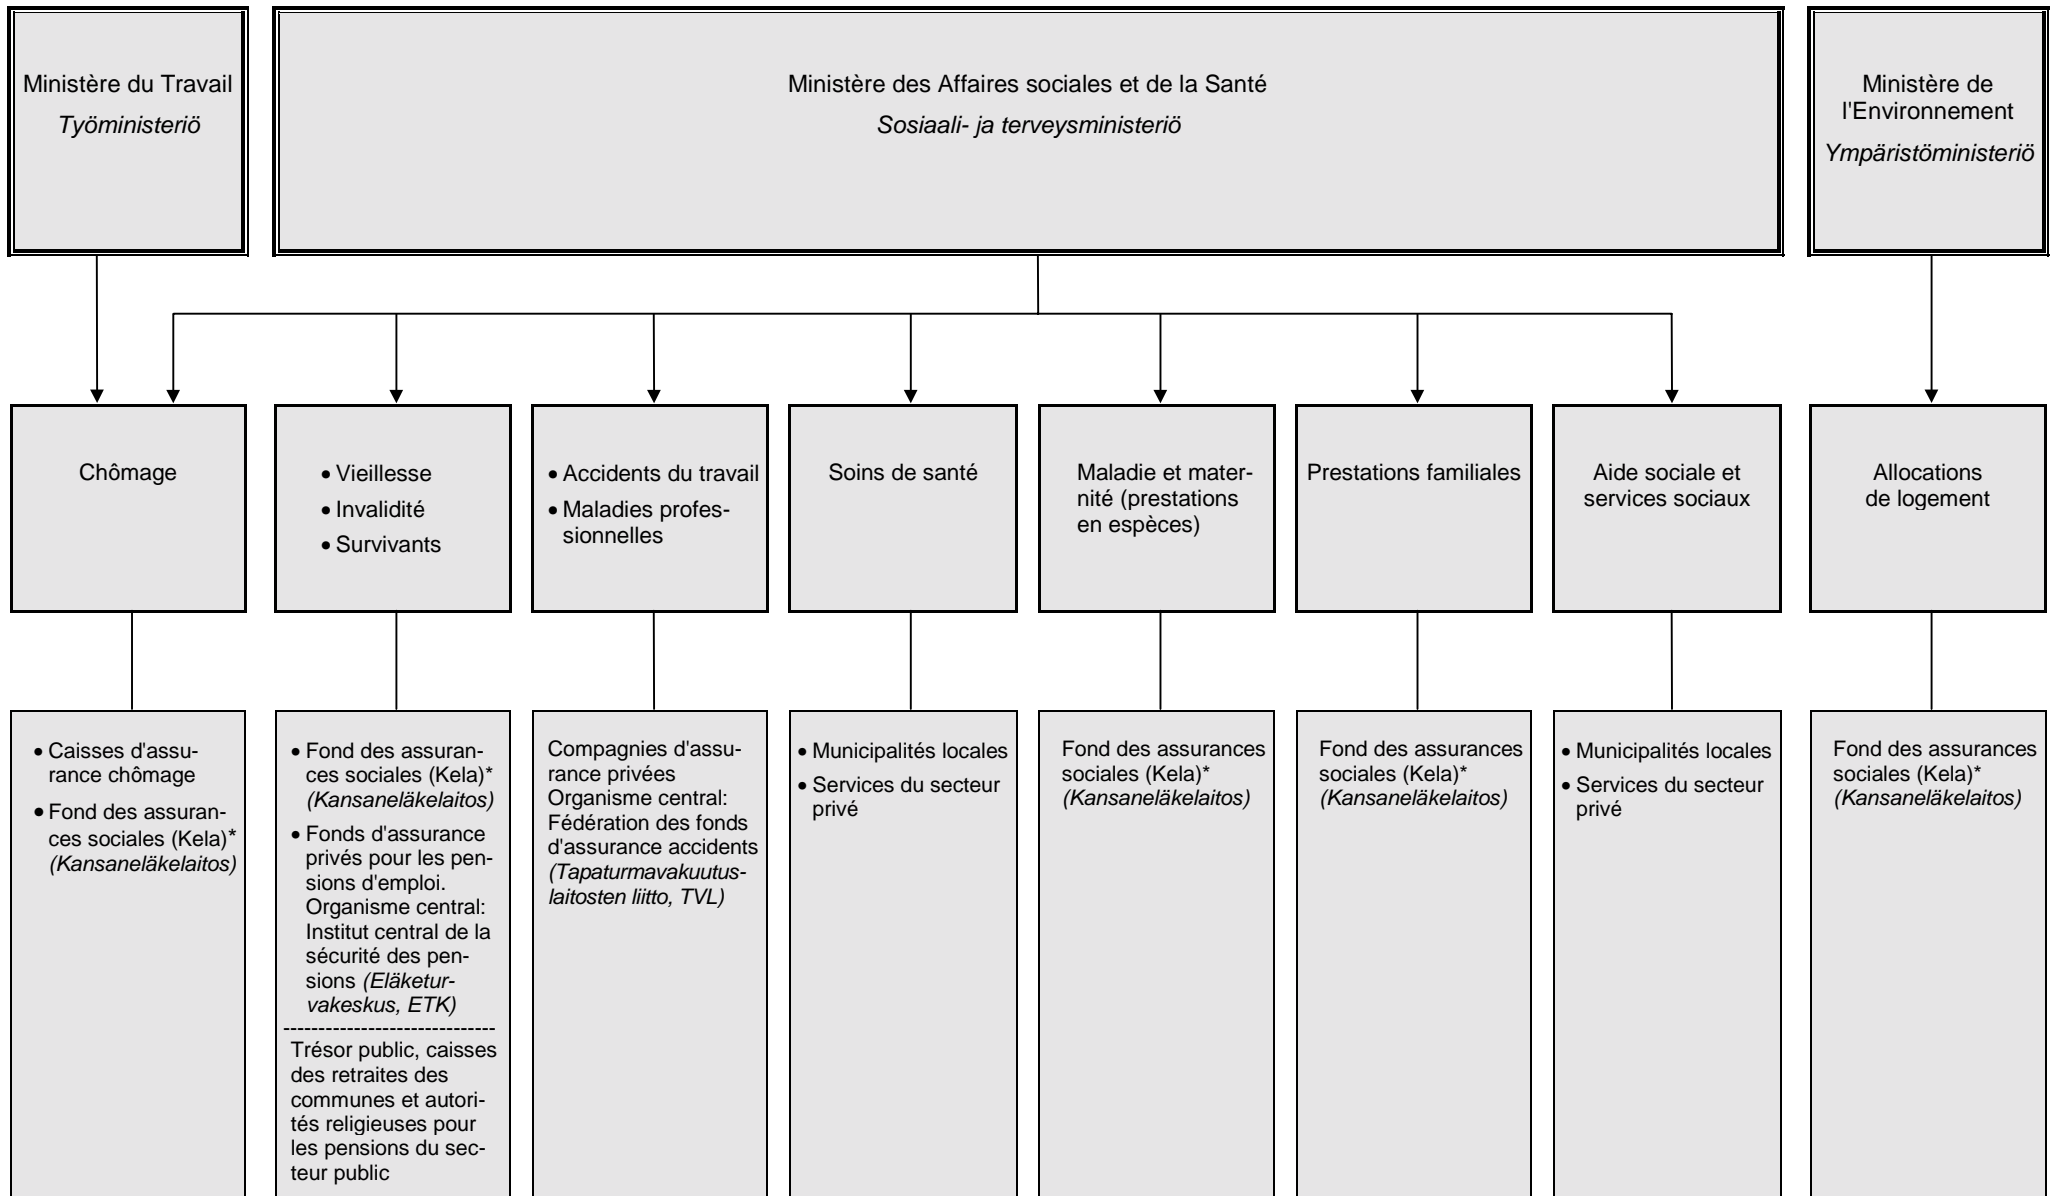 Ministère du Travail
Työministeriö
Ministère des Affaires sociales et de la Santé
Sosiaali- ja terveysministeriö
Ministère de
l'Environnement
Ympäristöministeriö
Chômage
• Vieillesse
• Invalidité
• Survivants
• Accidents du travail
• Maladies profes-
sionnelles
Soins de santé
Maladie et mater-
nité (prestations
en espèces)
Prestations familiales
Aide sociale et
services sociaux
Allocations
de logement
• Caisses d'assu-
rance chômage
• Fond des assuran-
ces sociales (Kela)*
(Kansaneläkelaitos)
• Fond des assuran-
ces sociales (Kela)*
(Kansaneläkelaitos)
• Fonds d'assurance
privés pour les pen-
sions d'emploi.
Organisme central:
Institut central de la
sécurité des pen-
sions (Eläketur-
vakeskus, ETK)
------------------------------
Trésor public, caisses
des retraites des
communes et autori-
tés religieuses pour
les pensions du sec-
teur public
Compagnies d'assu-
rance privées
Organisme central:
Fédération des fonds
d'assurance accidents
(Tapaturmavakuutus-
laitosten liitto, TVL)
• Municipalités locales
• Services du secteur
privé
Fond des assurances
sociales (Kela)*
(Kansaneläkelaitos)
Fond des assurances
sociales (Kela)*
(Kansaneläkelaitos)
• Municipalités locales
• Services du secteur
privé
Fond des assurances
sociales (Kela)*
(Kansaneläkelaitos)